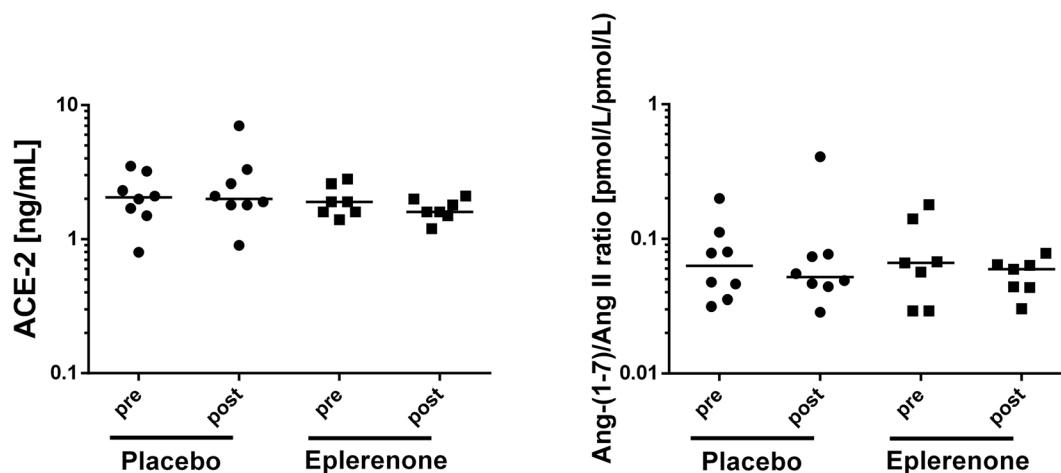 ACE-2 [ng/mL]
10
1
0.1
pre
post
pre
post
Placebo
Eplerenone
Ang-(1-7)/Ang II ratio [pmol/L/pmol/L)
1
0.1
0.01
pre
post
pre
post
Placebo
Eplerenone